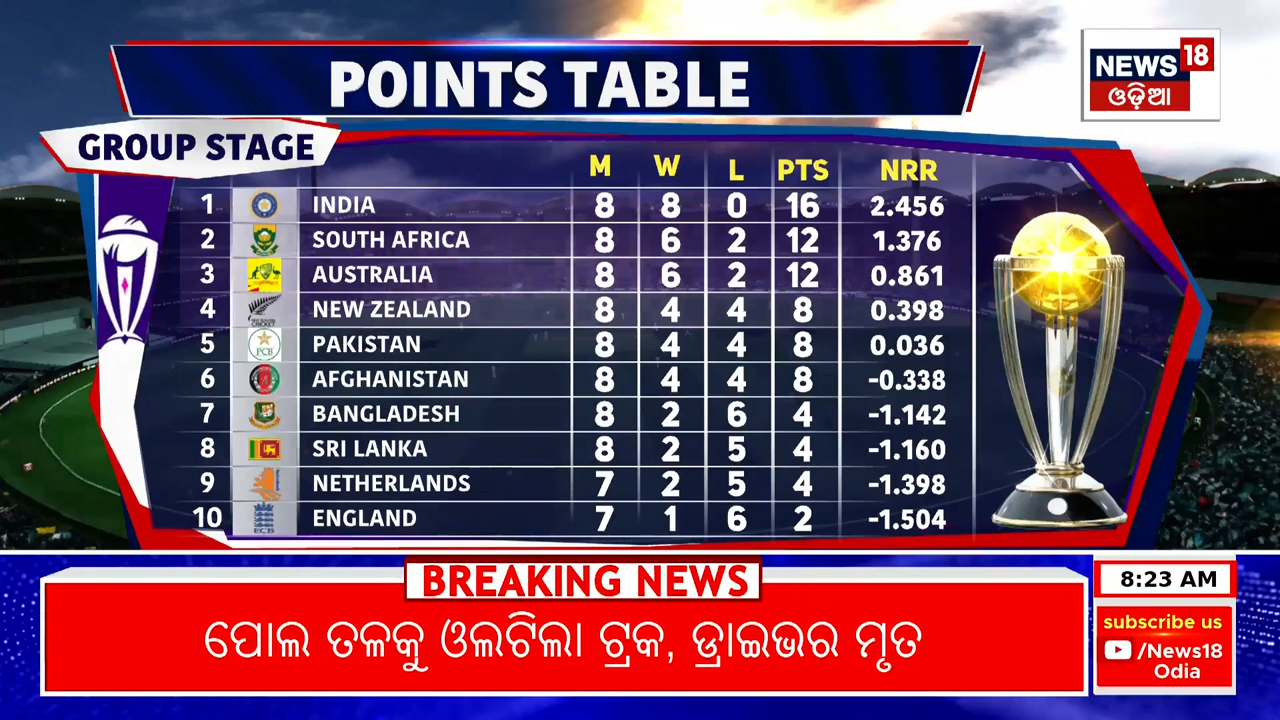 POINTS TABLE
NEWS 18
ଓଡ଼ିଆ
GROUP STAGE
M W L PTS NRR
1 INDIA 8 8 0 16 2.456
2 SOUTH AFRICA 8 6 2 12 1.376
3 AUSTRALIA 8 6 2 12 0.861
4 NEW ZEALAND 8 4 4 8 0.398
5 PCB PAKISTAN 8 4 4 8 0.036
6 AFGHANISTAN 8 4 4 8 -0.338
7 BANGLADESH 8 2 6 4 -1.142
8 SRI LANKA 8 2 5 4 -1.160
9 NETHERLANDS 7 2 5 4 -1.398
10 ECB ENGLAND 7 1 6 2 -1.504
BREAKING NEWS
ପୋଲ ତଳକୁ ଓଲଟିଲା ଟ୍ରକ, ଡ୍ରାଇଭର ମୃତ
8:23 AM
subscribe us
/News18
Odia